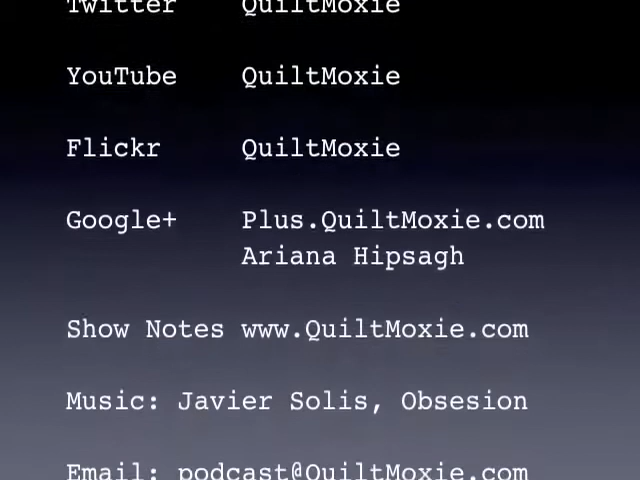 Twitter QuiltMoxie
YouTube QuiltMoxie
Flickr QuiltMoxie
Google+ Plus.QuiltMoxie.com
Ariana Hipsagh
Show Notes www.QuiltMoxie.com
Music: Javier Solis, Obsesion
Email: podcast@QuiltMoxie.com